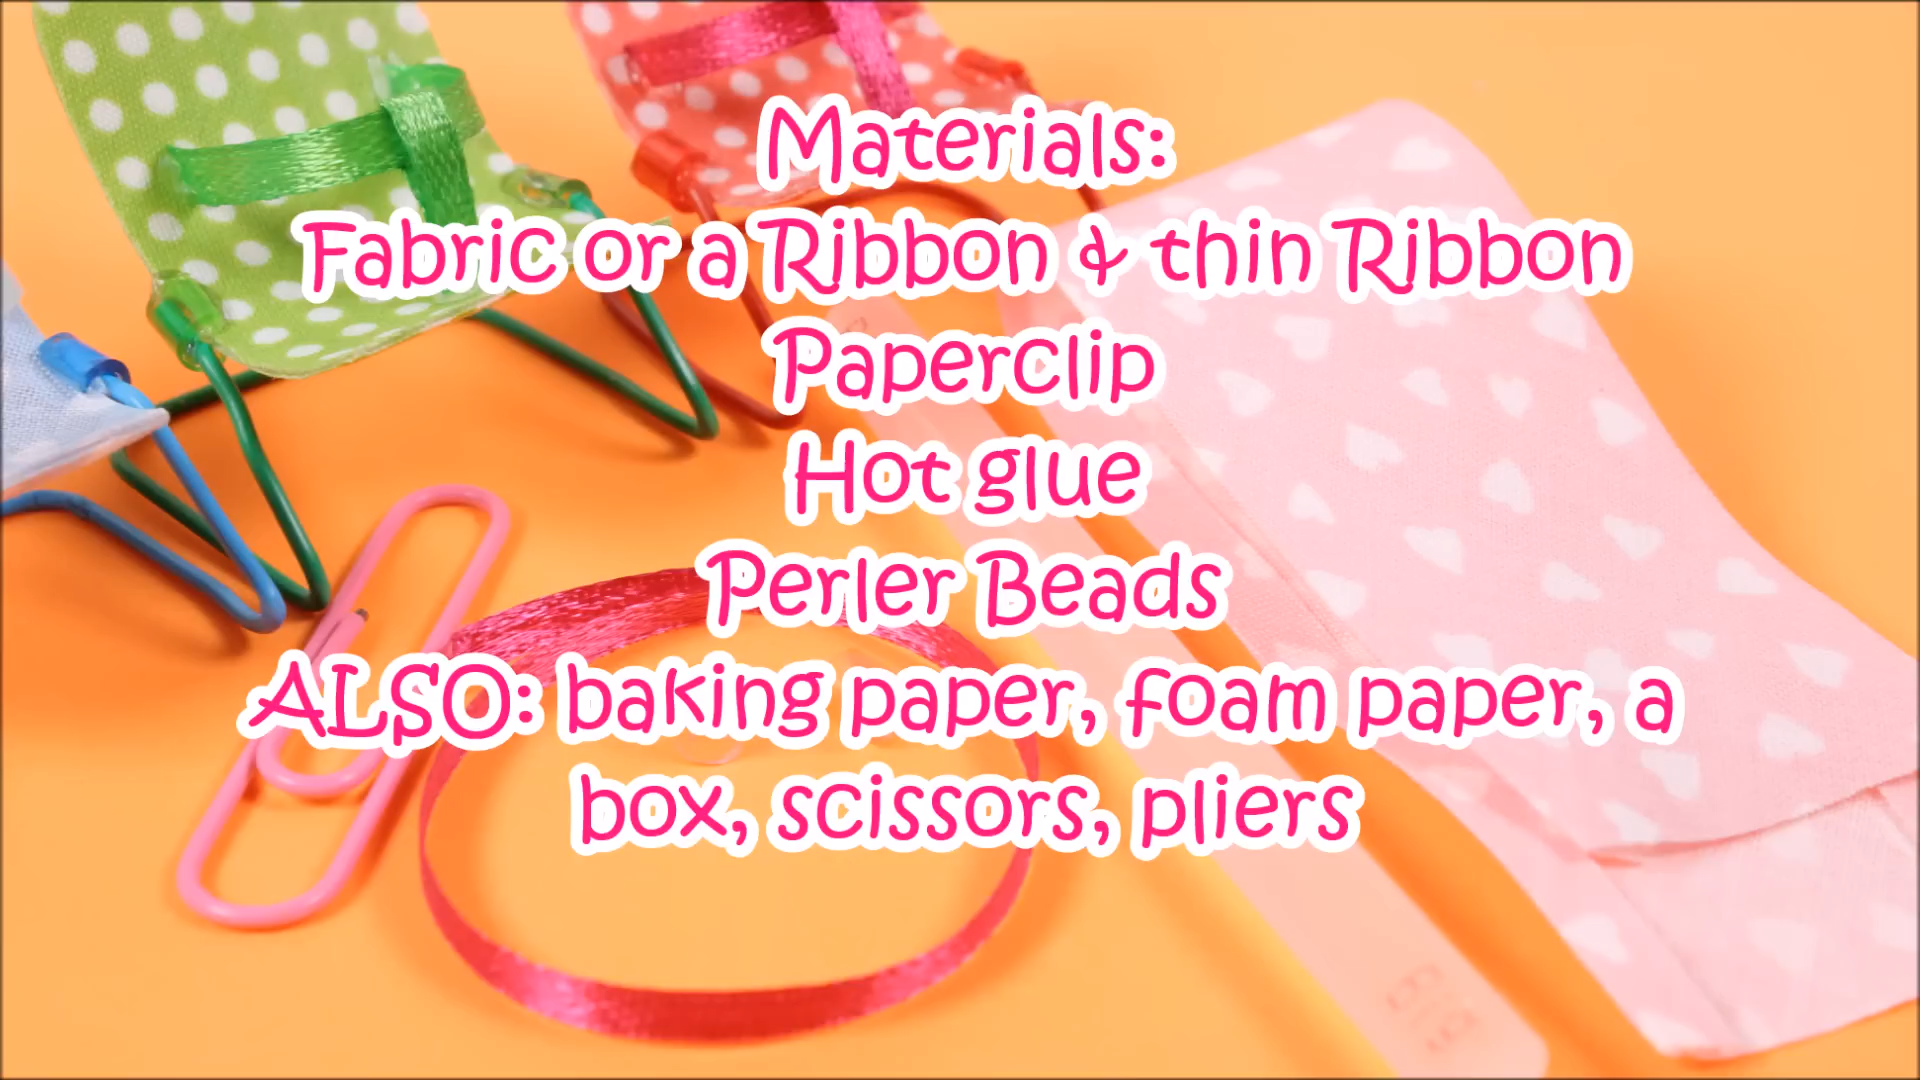 Materials:
Fabric or a Ribbon & thin Ribbon
Paperclip
Hot glue
Perler Beads
ALSO: baking paper, foam paper, a
box, scissors, pliers